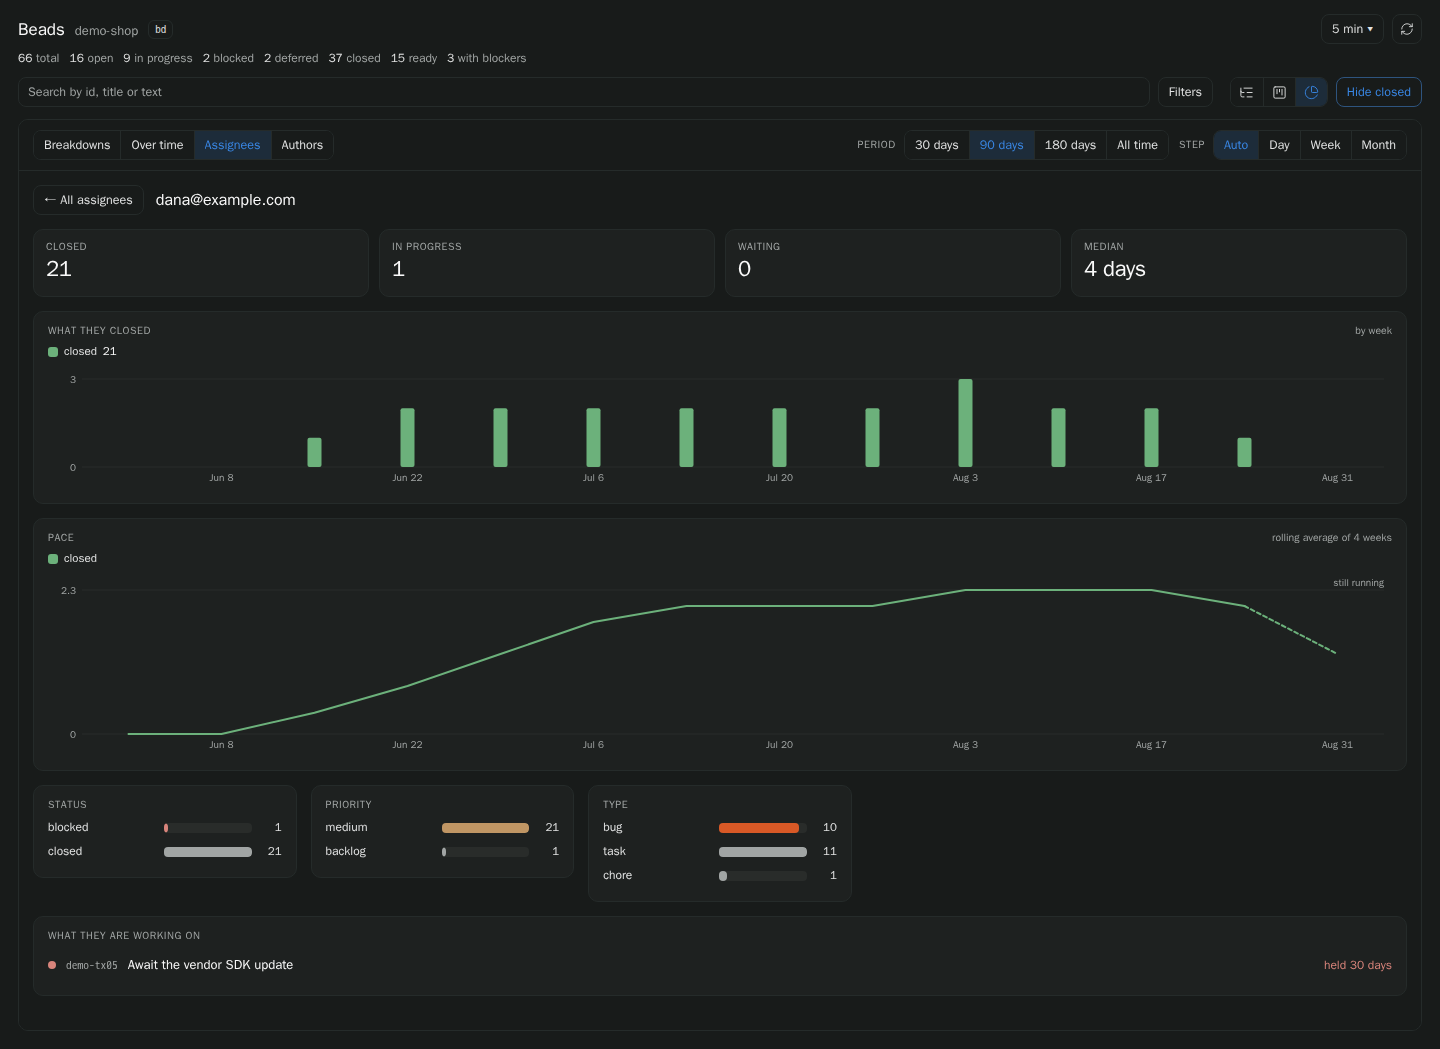 Beads demo-shop bd 5 min
66 total 16 open 9 in progress 2 blocked 2 deferred 37 closed 15 ready 3 with blockers
Search by id, title or text Filters Hide closed
Breakdowns Over time Assignees Authors PERIOD 30 days 90 days 180 days All time STEP Auto Day Week Month
← All assignees dana@example.com
CLOSED IN PROGRESS WAITING MEDIAN
21 1 0 4 days
WHAT THEY CLOSED by week
closed 21
3
0
Jun 8 Jun 22 Jul 6 Jul 20 Aug 3 Aug 17 Aug 31
PACE rolling average of 4 weeks
closed
still running
2.3
0
Jun 8 Jun 22 Jul 6 Jul 20 Aug 3 Aug 17 Aug 31
STATUS
blocked 1
closed 21
PRIORITY
medium 21
backlog 1
TYPE
bug 10
task 11
chore 1
WHAT THEY ARE WORKING ON
demo-tx05 Await the vendor SDK update held 30 days